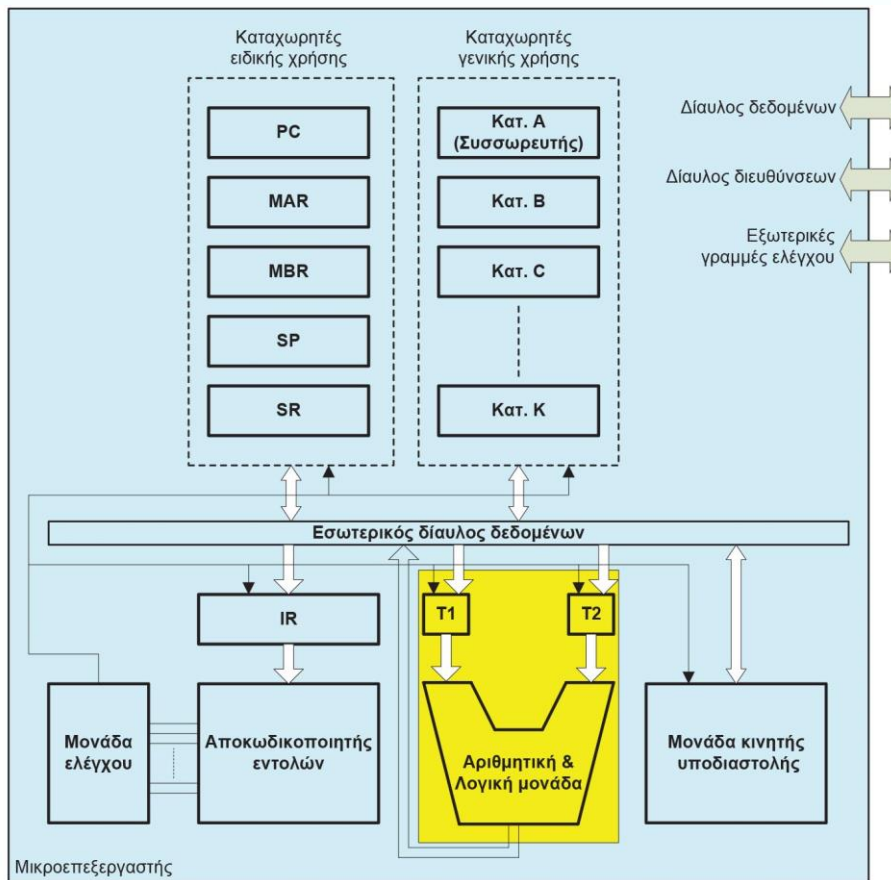 Καταχωρητές
ειδικής χρήσης
Καταχωρητές
γενικής χρήσης
PC
MAR
MBR
SP
SR
Κατ. Α
(Συσσωρευτής)
Κατ. Β
Κατ. C
Κατ. Κ
Δίαυλος δεδομένων
Δίαυλος διευθύνσεων
Εξωτερικές
γραμμές ελέγχου
Εσωτερικός δίαυλος δεδομένων
IR
T1
T2
Μονάδα
ελέγχου
Αποκωδικοποιητής
εντολών
Αριθμητική &
Λογική μονάδα
Μονάδα κινητής
υποδιαστολής
Μικροεπεξεργαστής